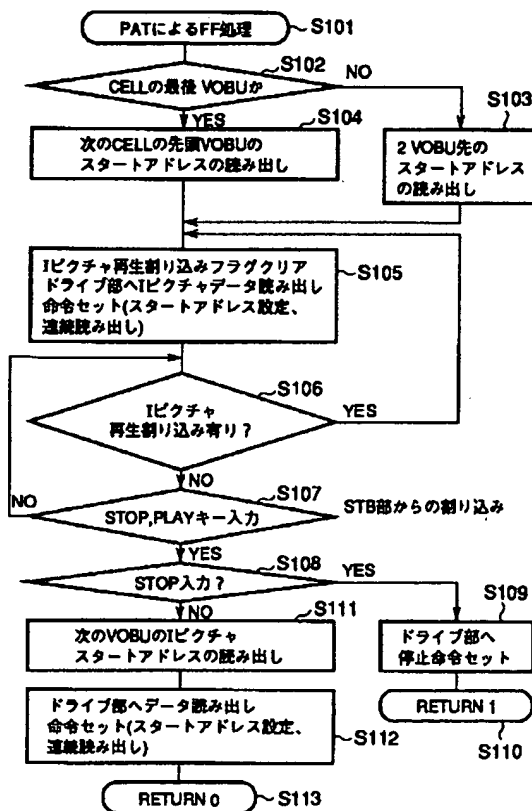 PATによるFF処理
S101
S102
CELLの最後 VOBUか
NO
S103
YES
S104
次のCELLの先頭VOBUの
スタートアドレスの読み出し
2 VOBU先の
スタートアドレス
の読み出し
Iピクチャ再生割り込みフラグクリア
ドライブ部へIピクチャデータ読み出し
命令セット(スタートアドレス設定、
連続読み出し)
S105
S106
Iピクチャ
再生割り込み有り?
YES
NO
S107
NO
STOP,PLAYキー入力
STB部からの割り込み
YES
S108
STOP入力?
YES
NO
S111
S109
次のVOBUのIピクチャ
スタートアドレスの読み出し
ドライブ部へ
停止命令セット
ドライブ部へデータ読み出し
命令セット(スタートアドレス設定、
連続読み出し)
RETURN 1
S110
S112
RETURN 0
S113